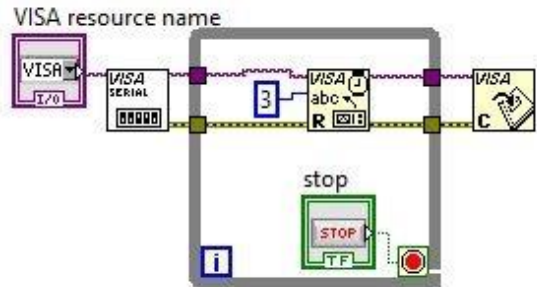 VISA resource name
VISA
I/O
VISA
SERIAL
3
VISA
abc
R
VISA
C
stop
STOP
TF
i